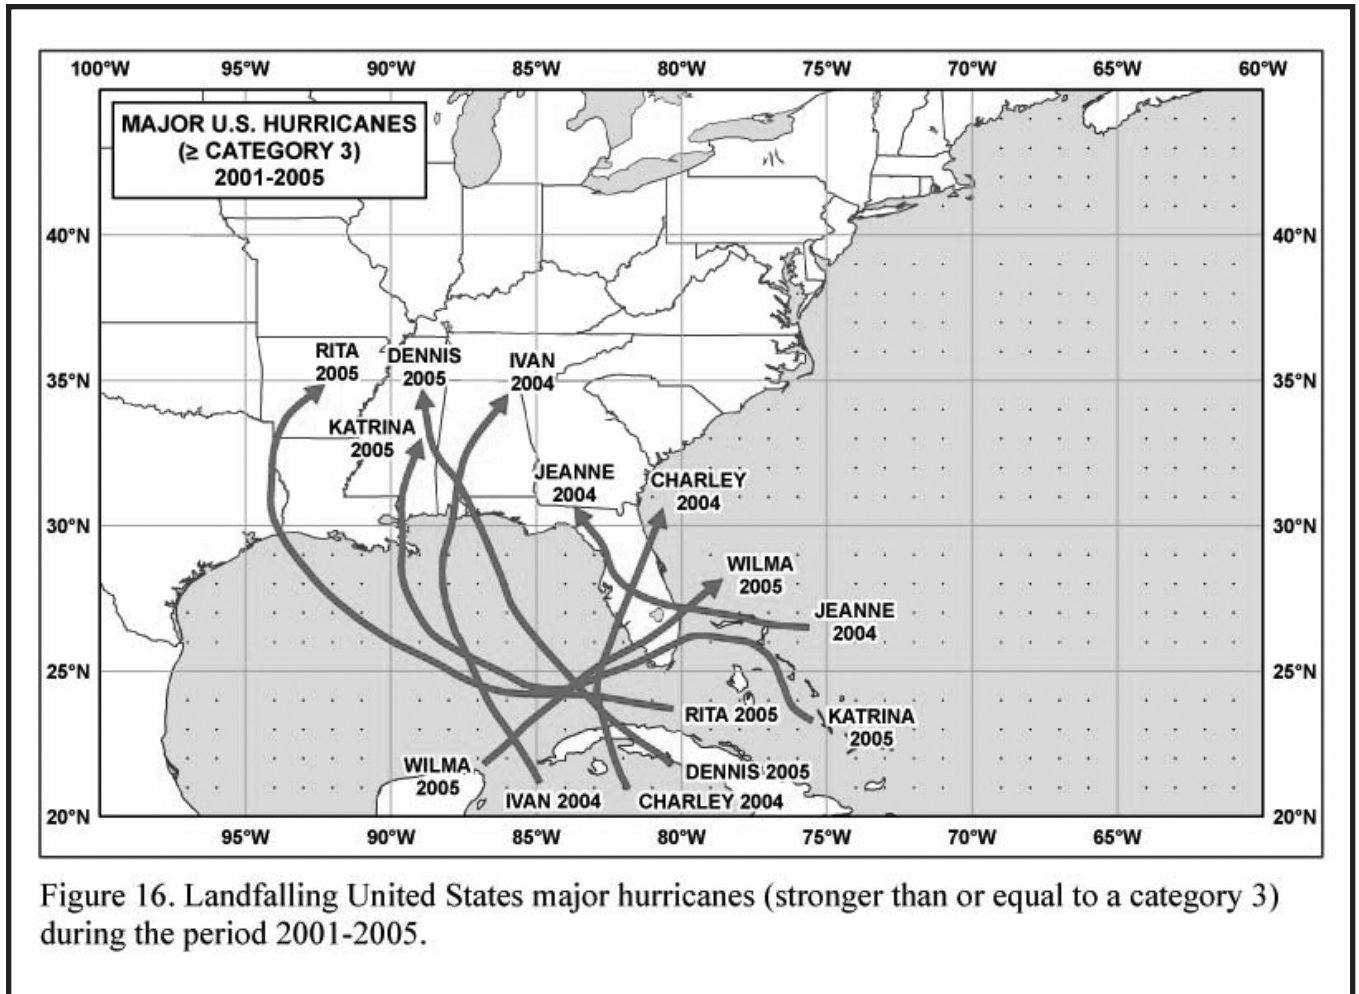 100°W 95°W 90°W 85°W 80°W 75°W 70°W 65°W 60°W
MAJOR U.S. HURRICANES
(≥ CATEGORY 3)
2001-2005
40°N 40°N
RITA
2005
DENNIS
2005
IVAN
2004
35°N 35°N
KATRINA
2005
JEANNE
2004
CHARLEY
2004
30°N 30°N
WILMA
2005
JEANNE
2004
25°N 25°N
RITA 2005
KATRINA
2005
WILMA
2005
DENNIS 2005
IVAN 2004
CHARLEY 2004
20°N 20°N
95°W 90°W 85°W 80°W 75°W 70°W 65°W
Figure 16. Landfalling United States major hurricanes (stronger than or equal to a category 3)
during the period 2001-2005.